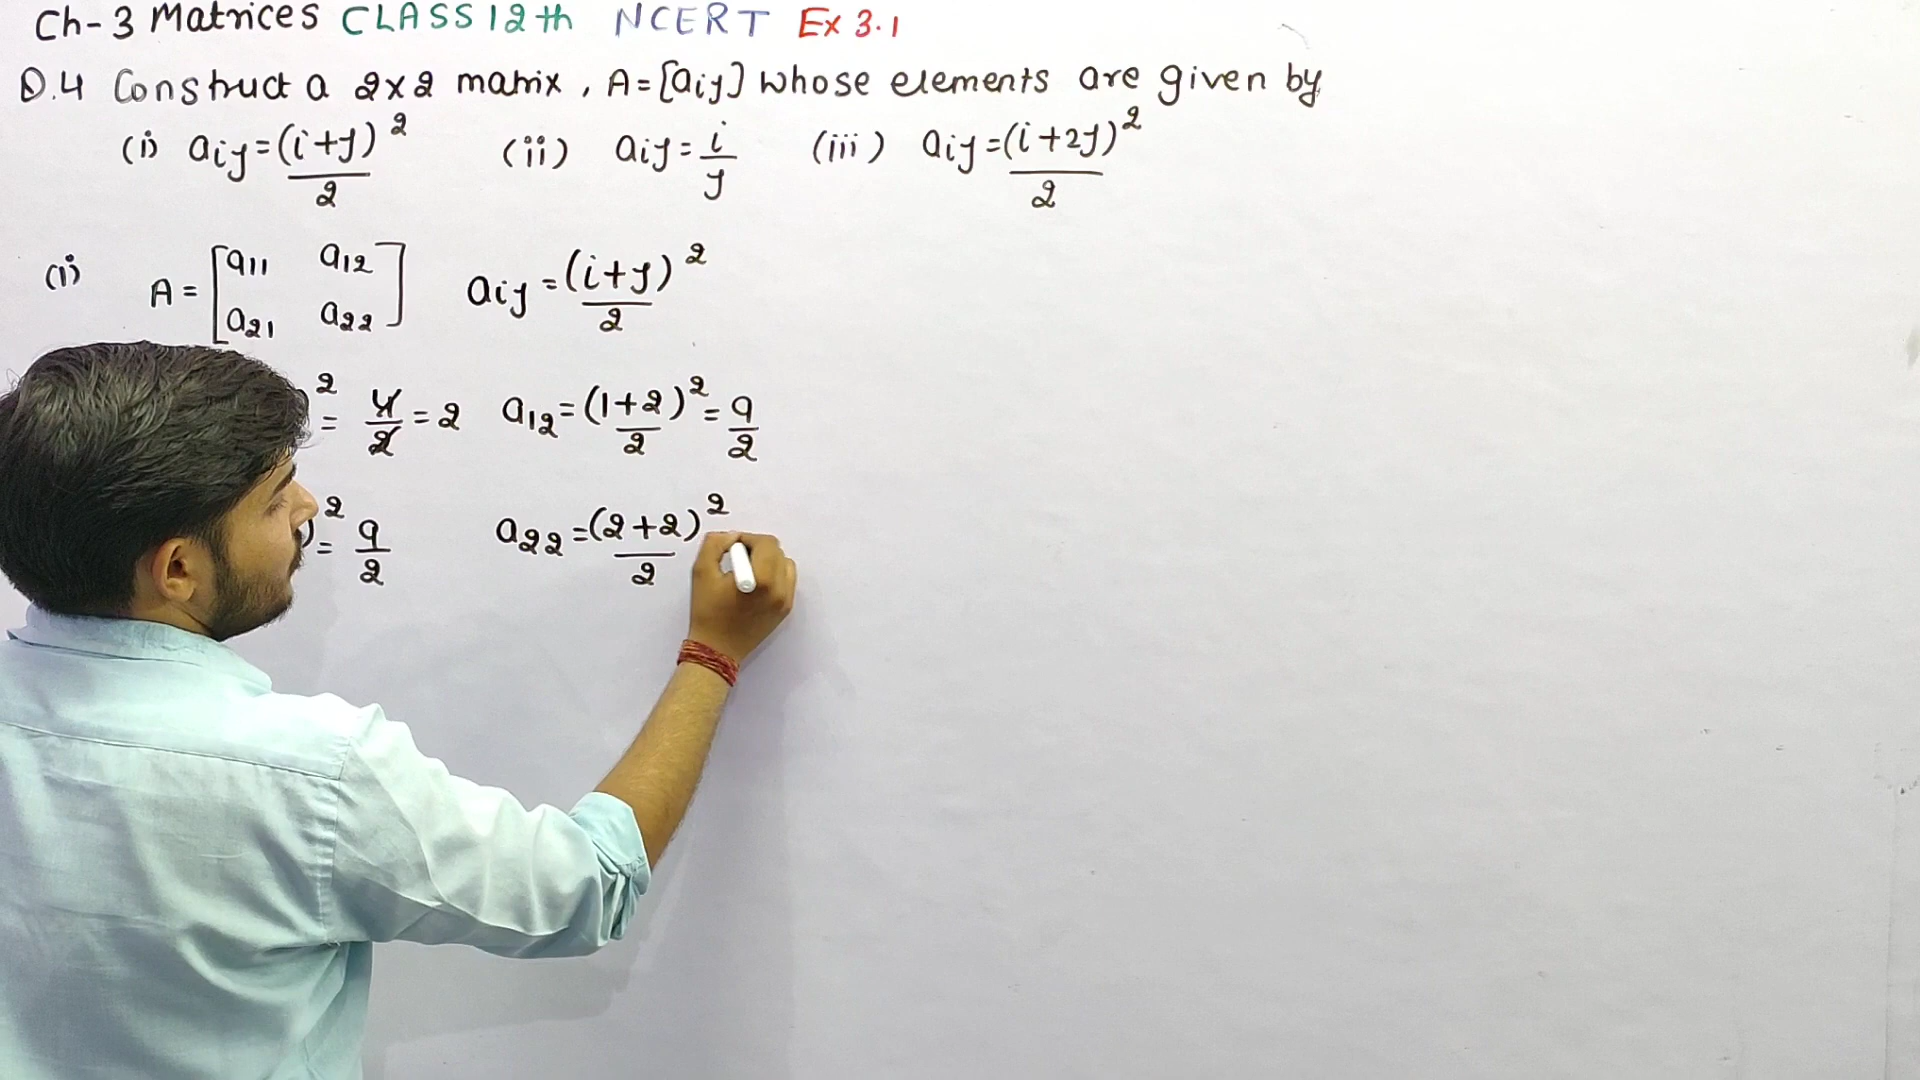 Ch-3 Matrices CLASS 12th NCERT Ex 3.1
Q.4 Construct a 2×2 matrix, A=[aij] whose elements are given by
(i) aij=(i+j)²/2 (ii) aij=i/j (iii) aij=(i+2j)²/2
(i) A=[a11 a12 aij=(i+j)²/2
a21 a22]
)²= 4/2=2 a12=(1+2)²/2=9/2
)²=9/2 a22=(2+2)²/2